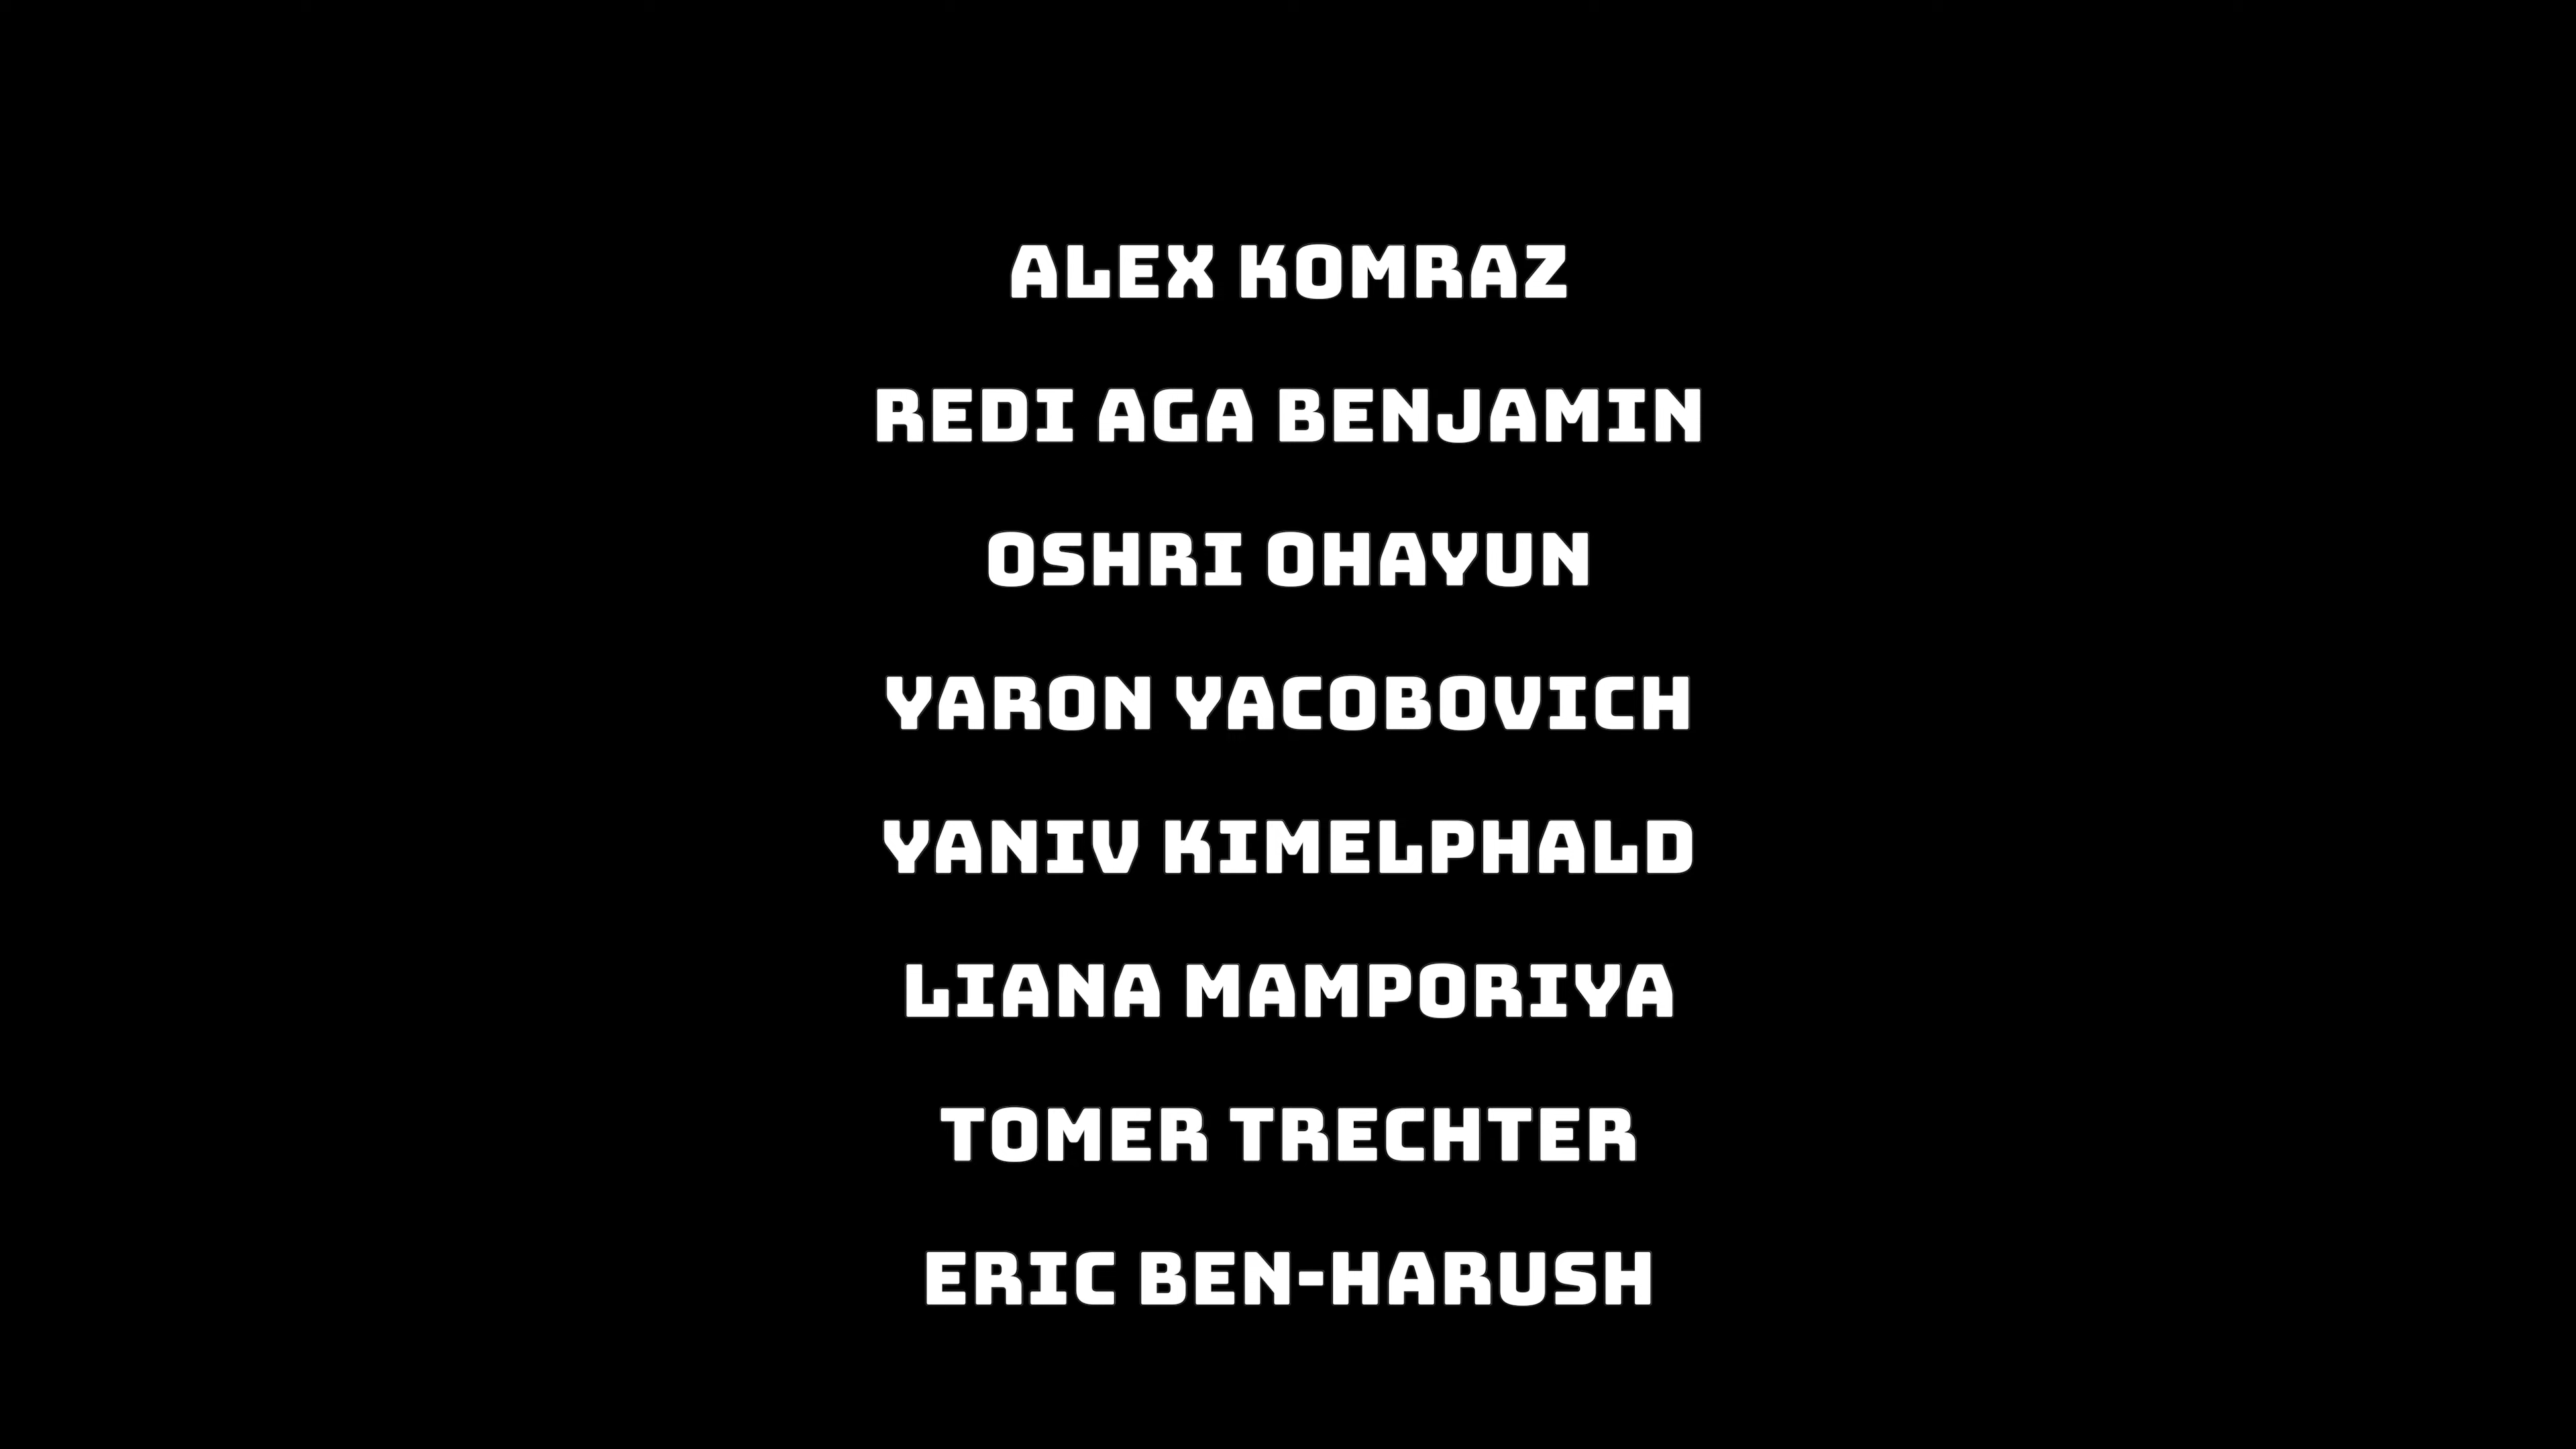 ALEX KOMRAZ
REDI AGA BENJAMIN
OSHRI OHAYUN
YARON YACOBOVICH
YANIV KIMELPHALD
LIANA MAMPORIYA
TOMER TRECHTER
ERIC BEN-HARUSH